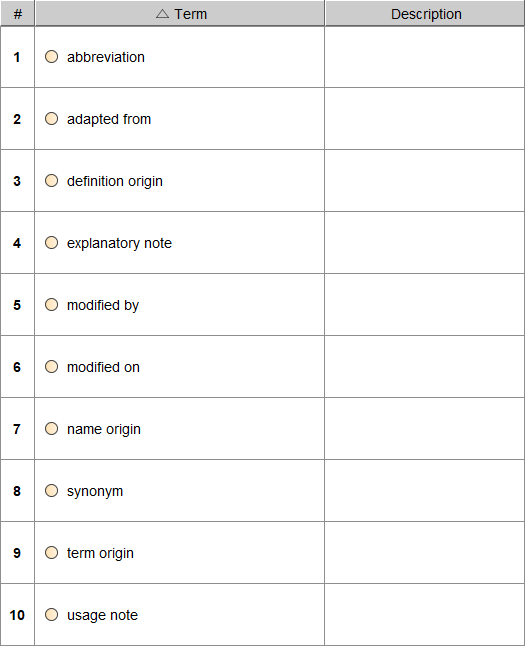 # Term Description
1 abbreviation
2 adapted from
3 definition origin
4 explanatory note
5 modified by
6 modified on
7 name origin
8 synonym
9 term origin
10 usage note